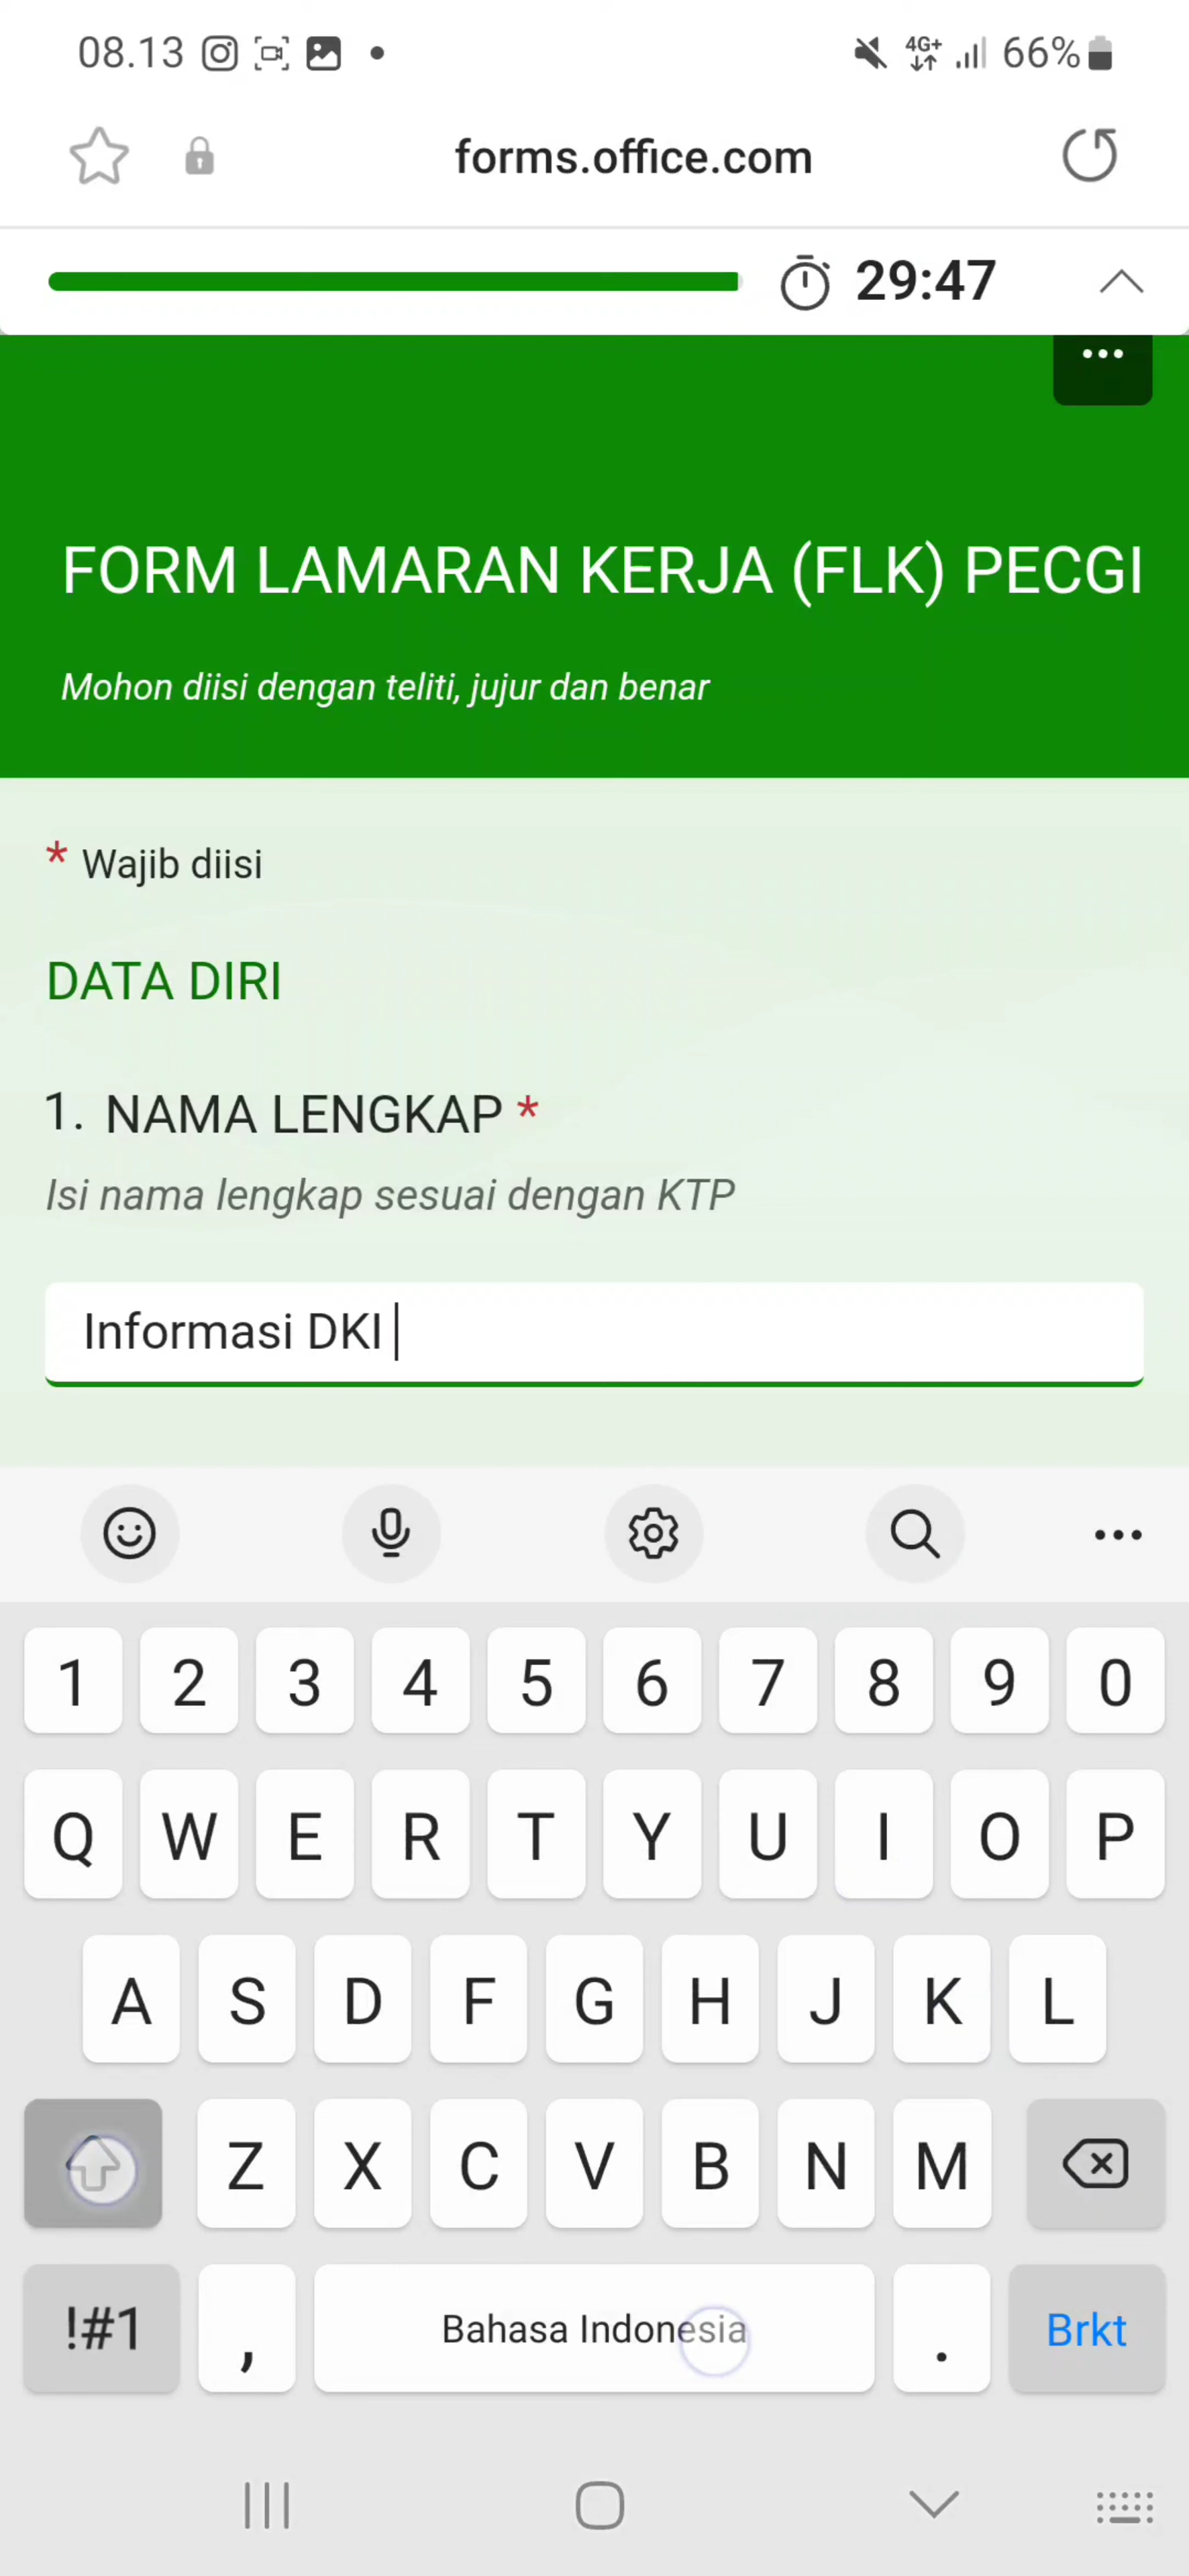 08.13 4G+ 66%
forms.office.com
29:47
FORM LAMARAN KERJA (FLK) PECGI
Mohon diisi dengan teliti, jujur dan benar
* Wajib diisi
DATA DIRI
1. NAMA LENGKAP *
Isi nama lengkap sesuai dengan KTP
Informasi DKI
1 2 3 4 5 6 7 8 9 0
Q W E R T Y U I O P
A S D F G H J K L
Z X C V B N M
!#1 , Bahasa Indonesia . Brkt